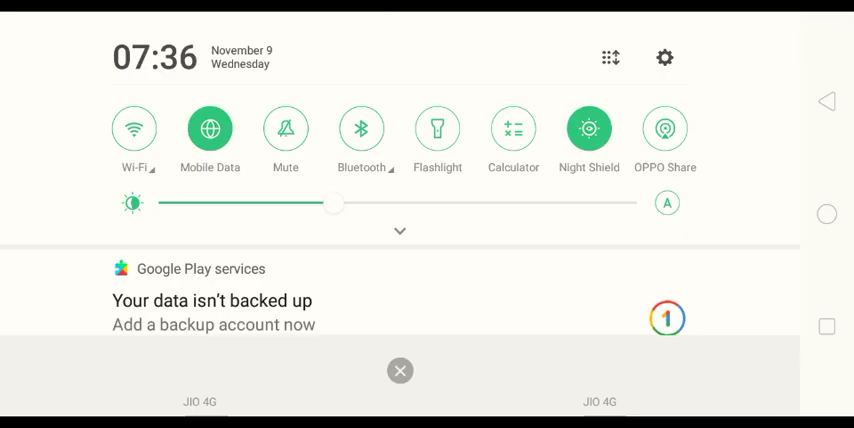 07:36
November 9
Wednesday
Wi-Fi
Mobile Data
Mute
Bluetooth
Flashlight
Calculator
Night Shield
OPPO Share
A
Google Play services
Your data isn't backed up
Add a backup account now
1
JIO 4G
JIO 4G